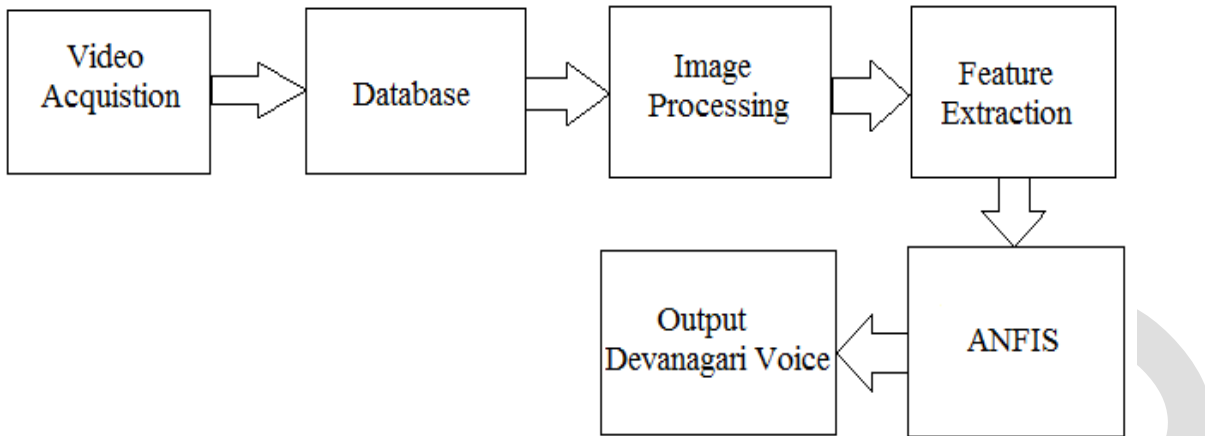 Video
Acquistion
Database
Image
Processing
Feature
Extraction
Output
Devanagari Voice
ANFIS